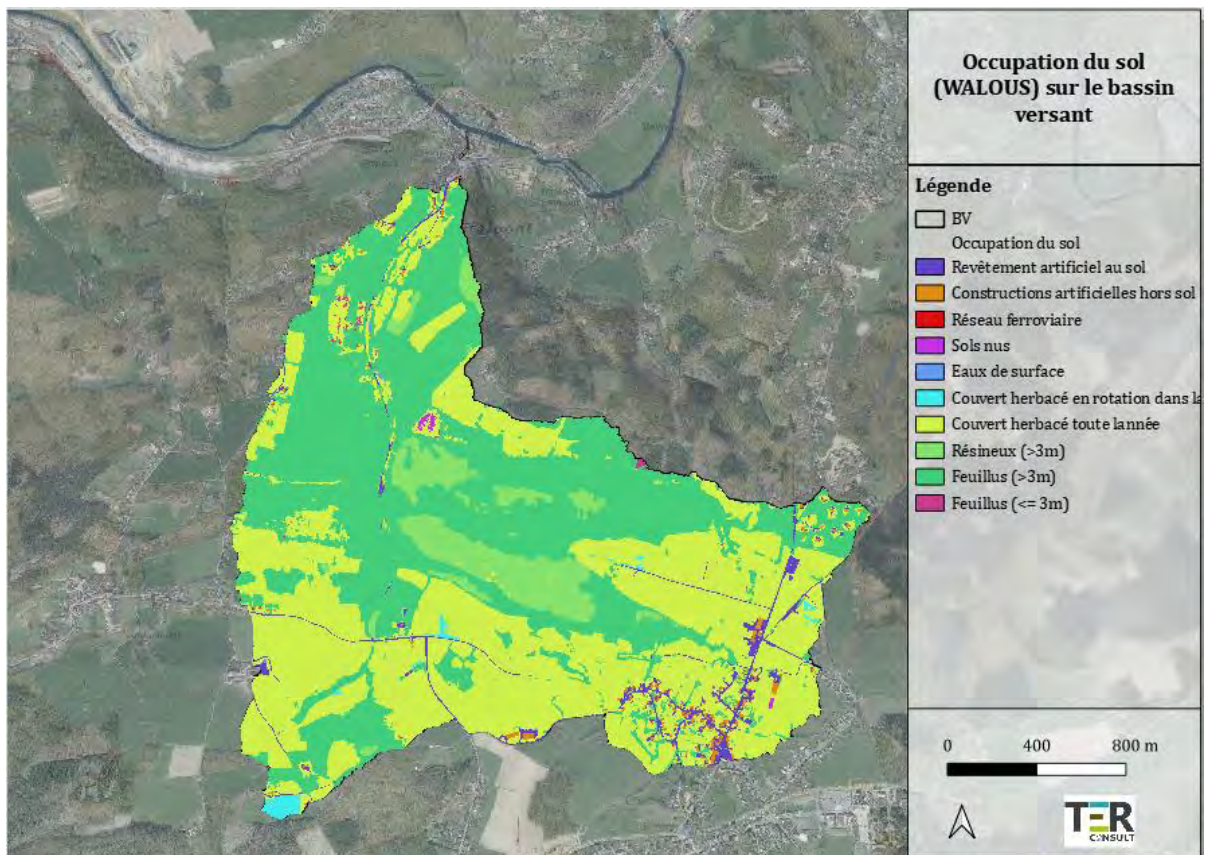 Occupation du sol
(WALOUS) sur le bassin
versant
Légende
BV
Occupation du sol
Revêtement artificiel au sol
Constructions artificielles hors sol
Réseau ferroviaire
Sols nus
Eaux de surface
Couvert herbacé en rotation dans la
Couvert herbacé toute lannée
Résineux (>3m)
Feuillus (>3m)
Feuillus (<= 3m)
0 400 800 m
TER
CONSULT